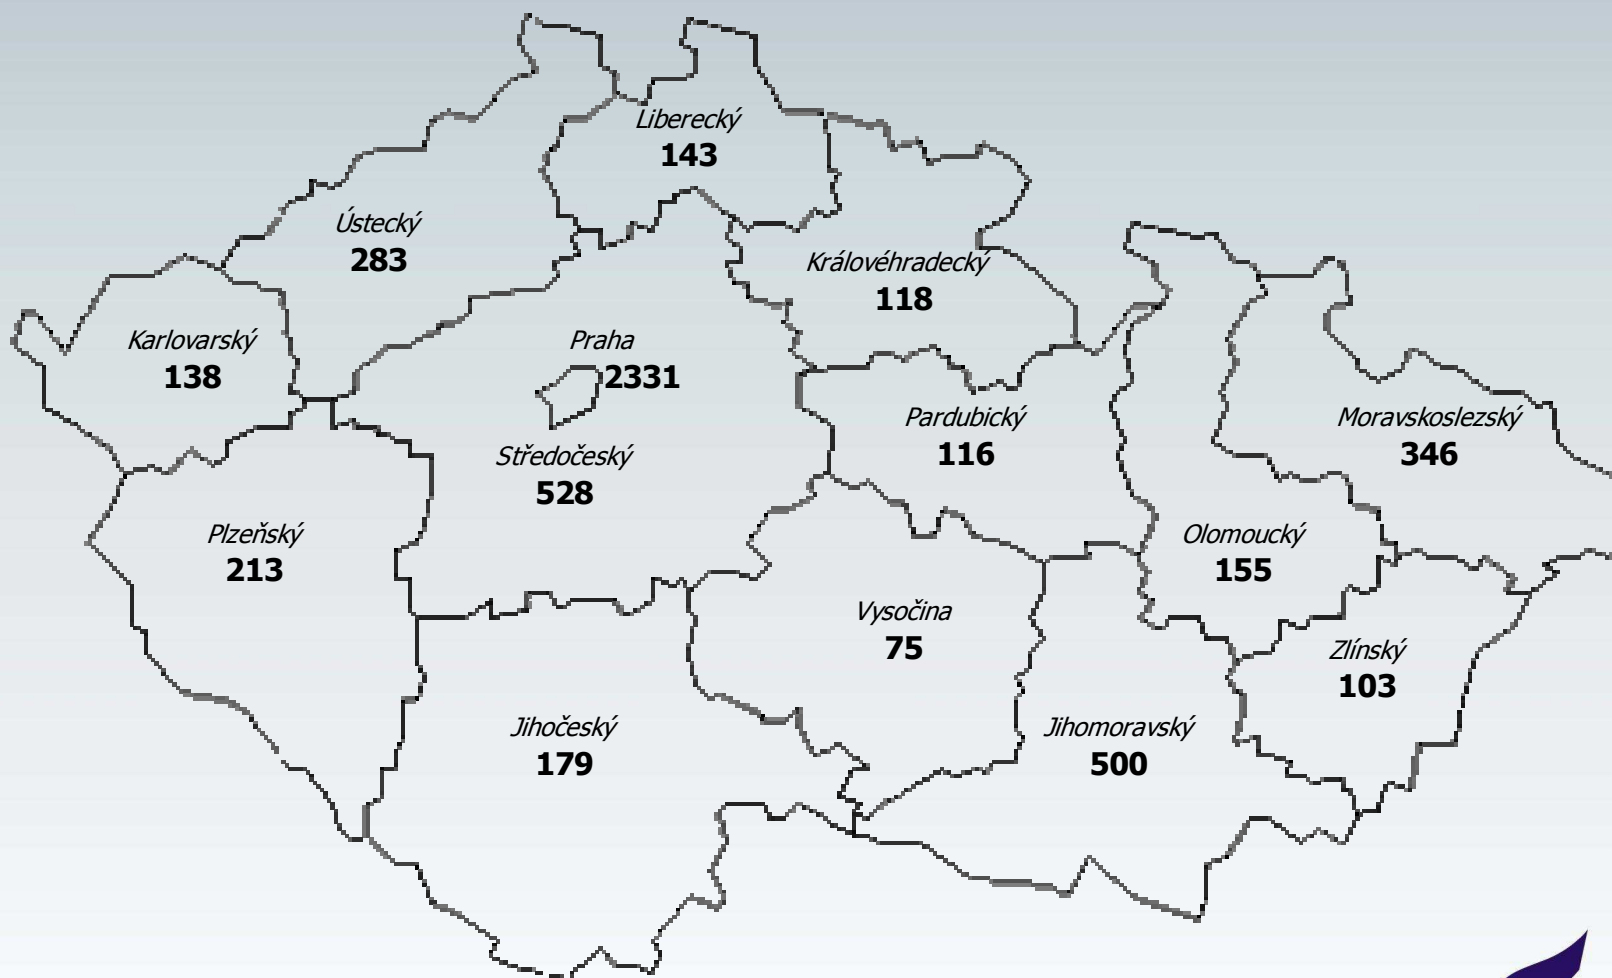 Liberecký
143
Ústecký
283
Královéhradecký
118
Karlovarský
138
Praha
2331
Pardubický
116
Moravskoslezský
346
Středočeský
528
Plzeňský
213
Olomoucký
155
Vysočina
75
Zlínský
103
Jihočeský
179
Jihomoravský
500